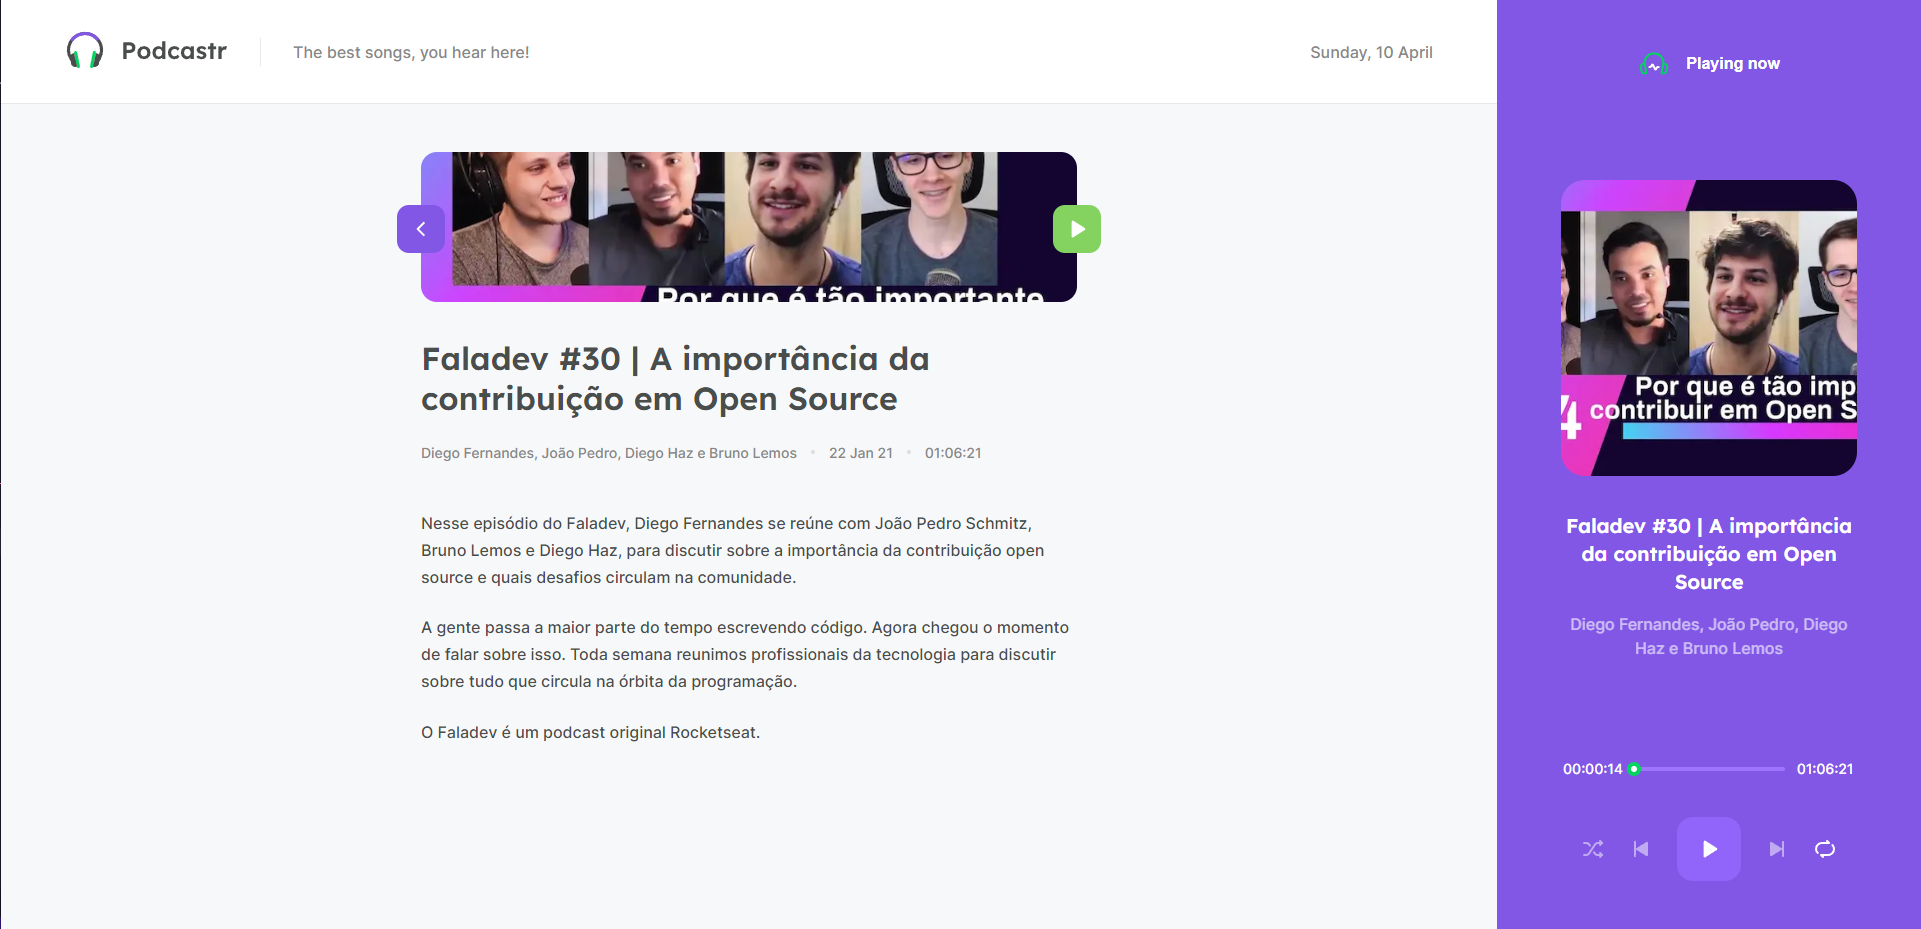 Podcastr
The best songs, you hear here!
Sunday, 10 April
Por que é tão importante
Faladev #30 | A importância da
contribuição em Open Source
Diego Fernandes, João Pedro, Diego Haz e Bruno Lemos • 22 Jan 21 • 01:06:21
Nesse episódio do Faladev, Diego Fernandes se reúne com João Pedro Schmitz,
Bruno Lemos e Diego Haz, para discutir sobre a importância da contribuição open
source e quais desafios circulam na comunidade.
A gente passa a maior parte do tempo escrevendo código. Agora chegou o momento
de falar sobre isso. Toda semana reunimos profissionais da tecnologia para discutir
sobre tudo que circula na órbita da programação.
O Faladev é um podcast original Rocketseat.
Playing now
Por que é tão imp
contribuir em Open S
4
Faladev #30 | A importância
da contribuição em Open
Source
Diego Fernandes, João Pedro, Diego
Haz e Bruno Lemos
00:00:14
01:06:21